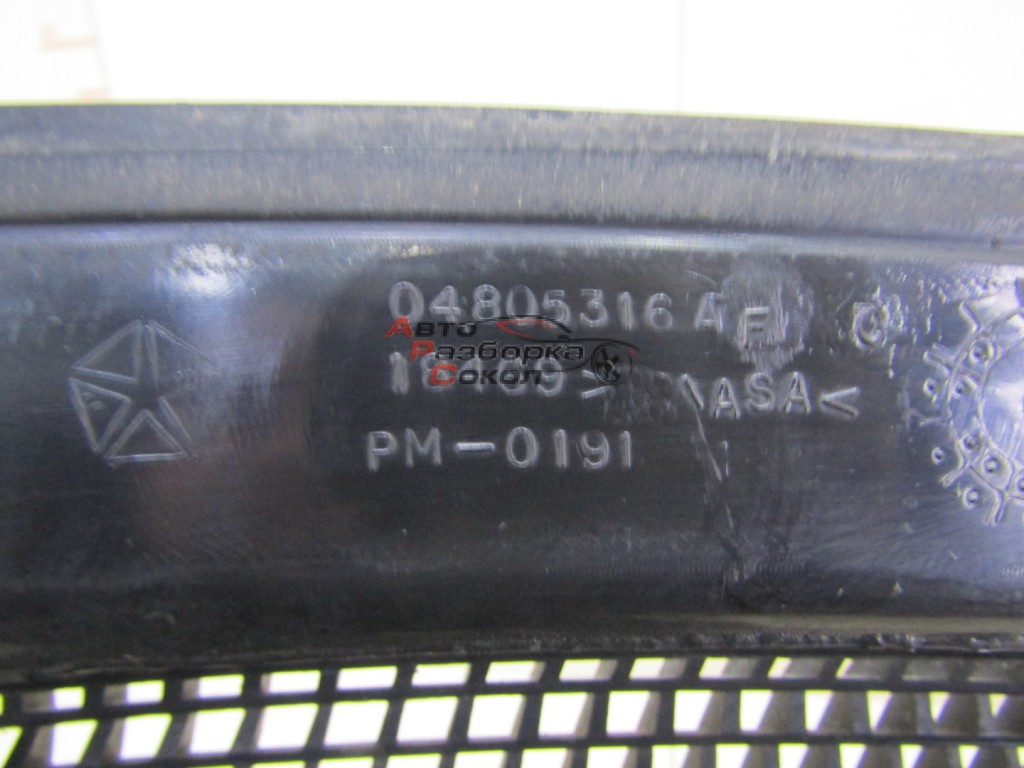 04805316AF C
АВТО
РАЗБОРКА
СОКОЛ
>ASA<
PM-0191